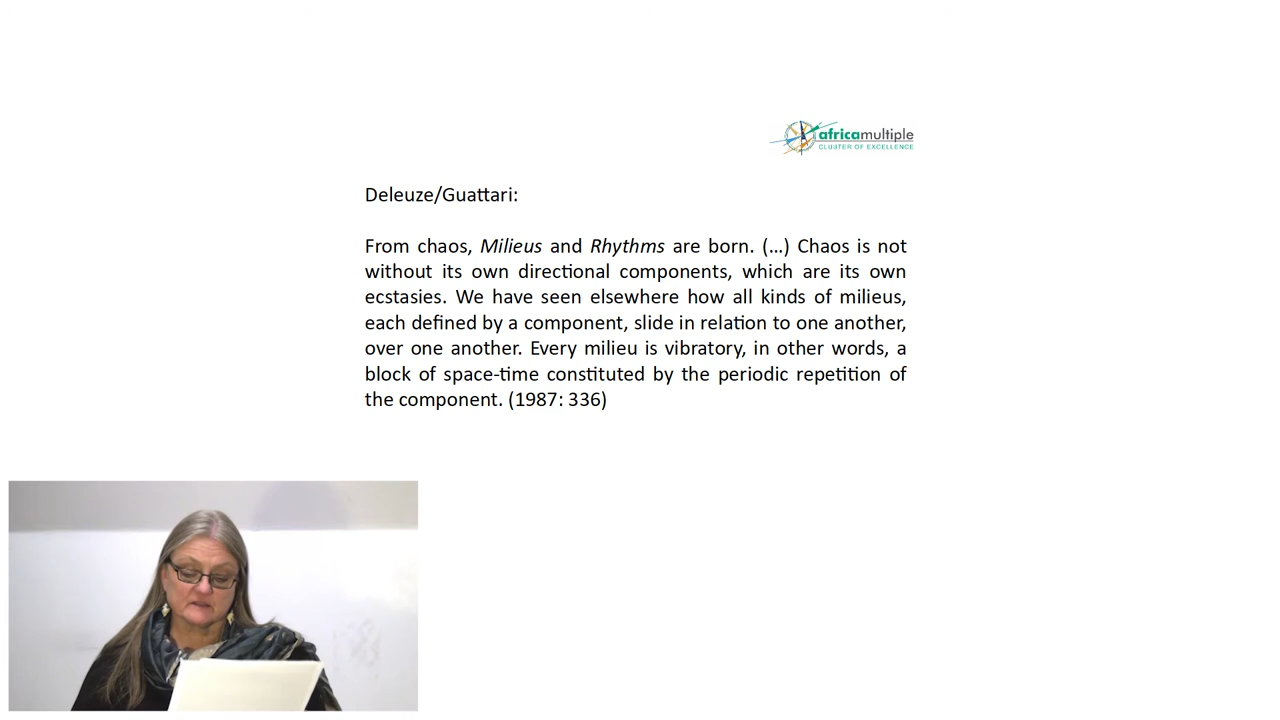 africamultiple
CLUSTER OF EXCELLENCE
Deleuze/Guattari:
From chaos, Milieus and Rhythms are born. (…) Chaos is not
without its own directional components, which are its own
ecstasies. We have seen elsewhere how all kinds of milieus,
each defined by a component, slide in relation to one another,
over one another. Every milieu is vibratory, in other words, a
block of space-time constituted by the periodic repetition of
the component. (1987: 336)